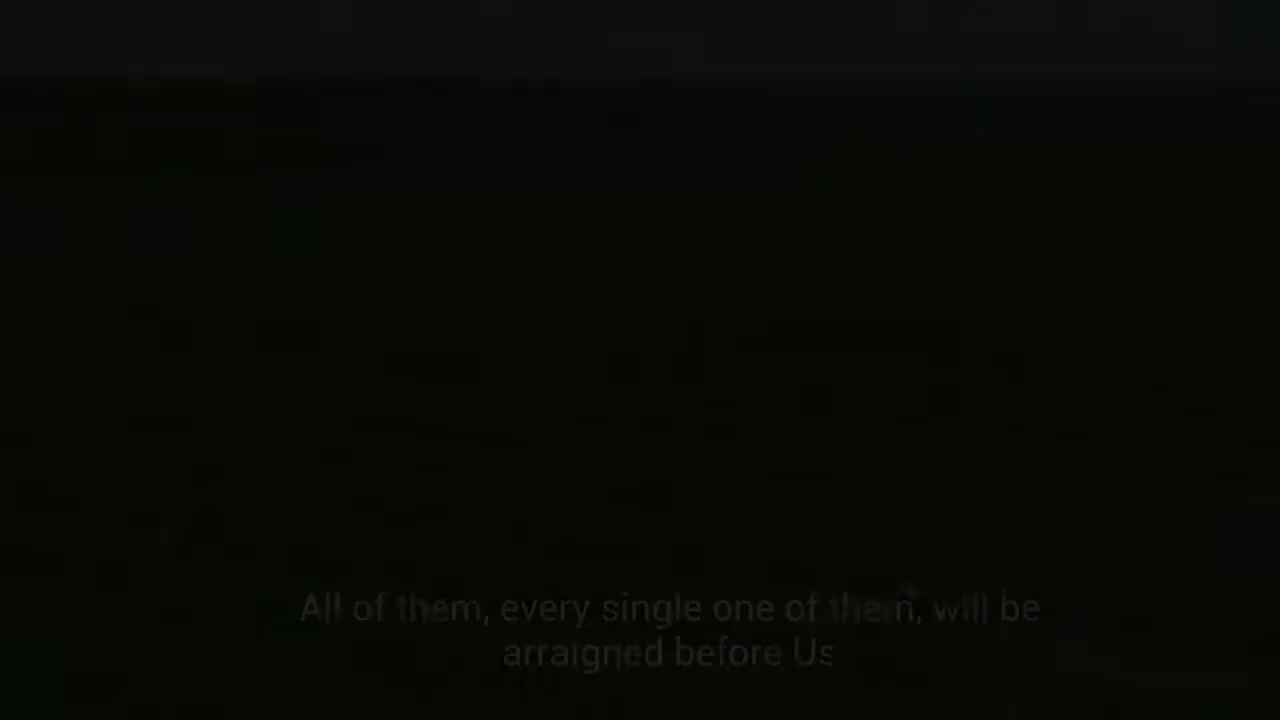 All of them, every single one of them, will be
arraigned before Us